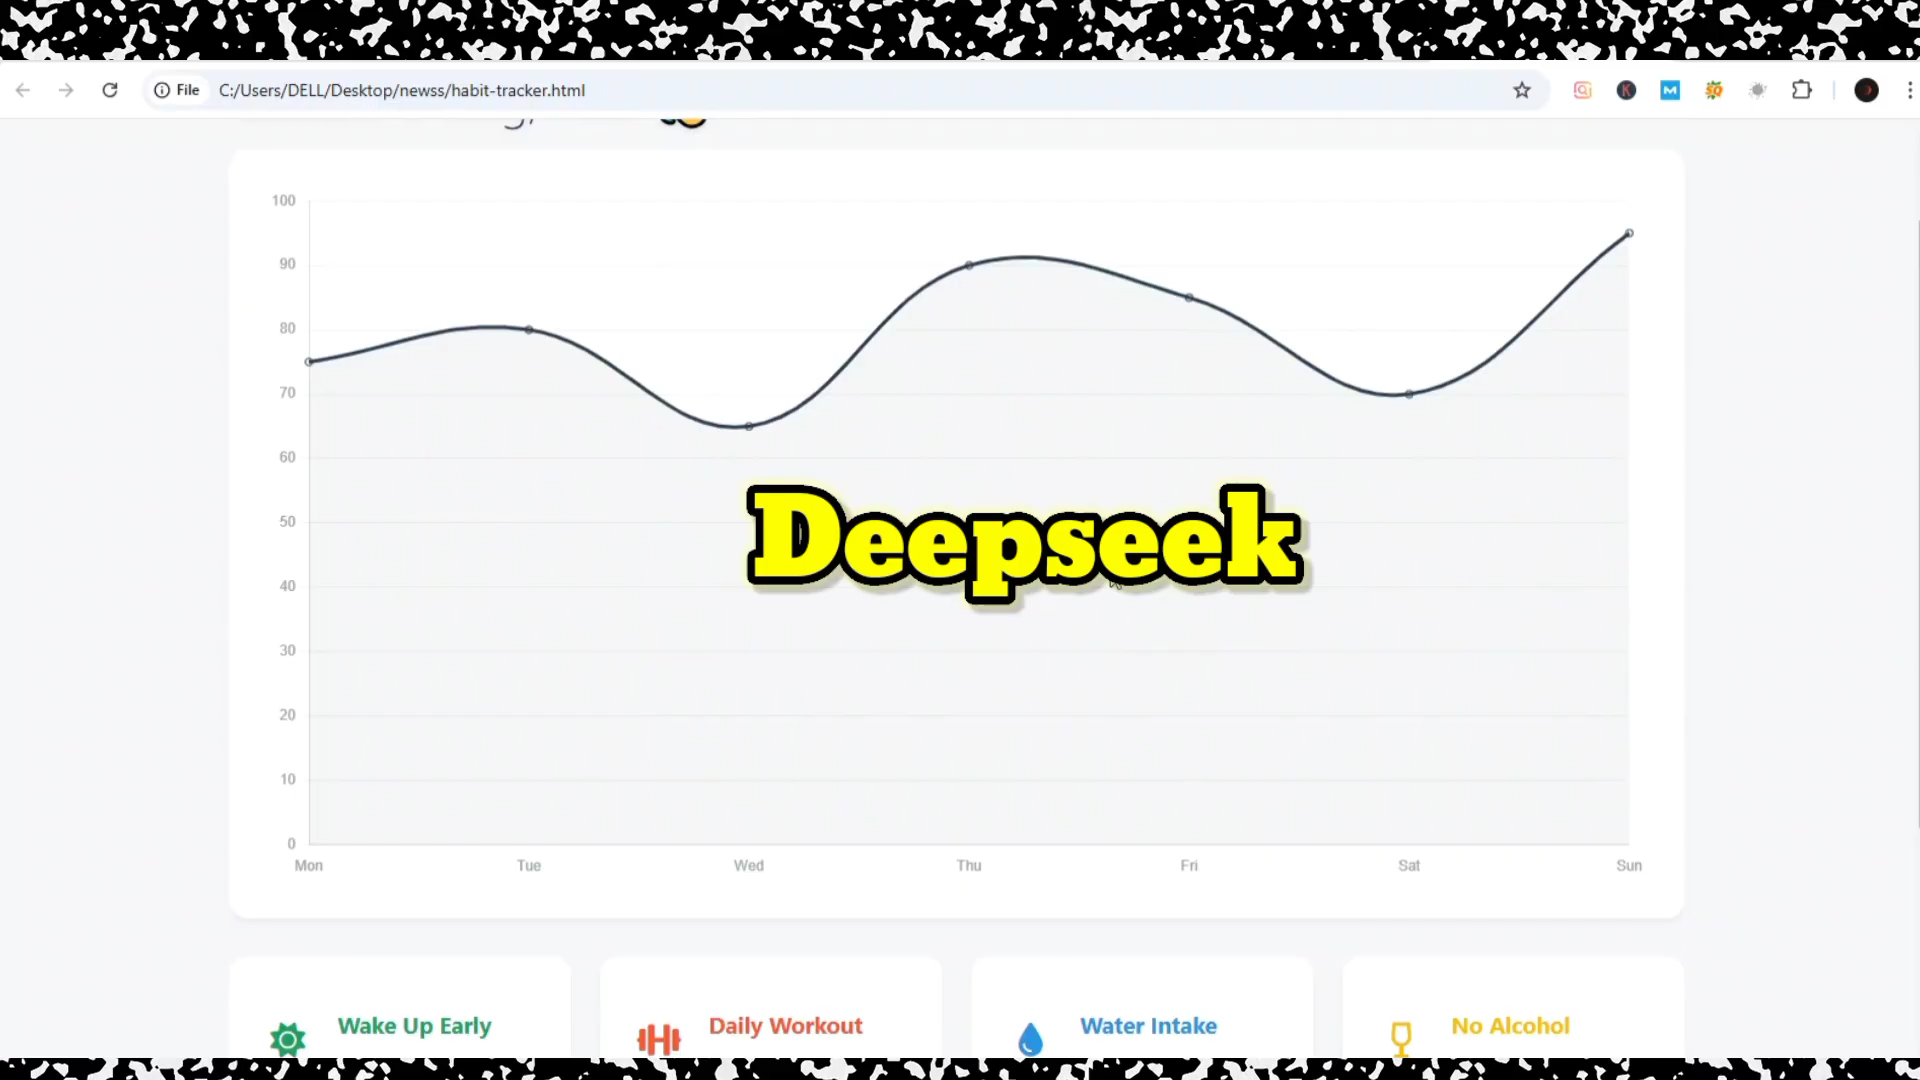 File C:/Users/DELL/Desktop/newss/habit-tracker.html
100
90
80
70
60
50
40
30
20
10
0
Mon Tue Wed Thu Fri Sat Sun
Deepseek
Wake Up Early
Daily Workout
Water Intake
No Alcohol